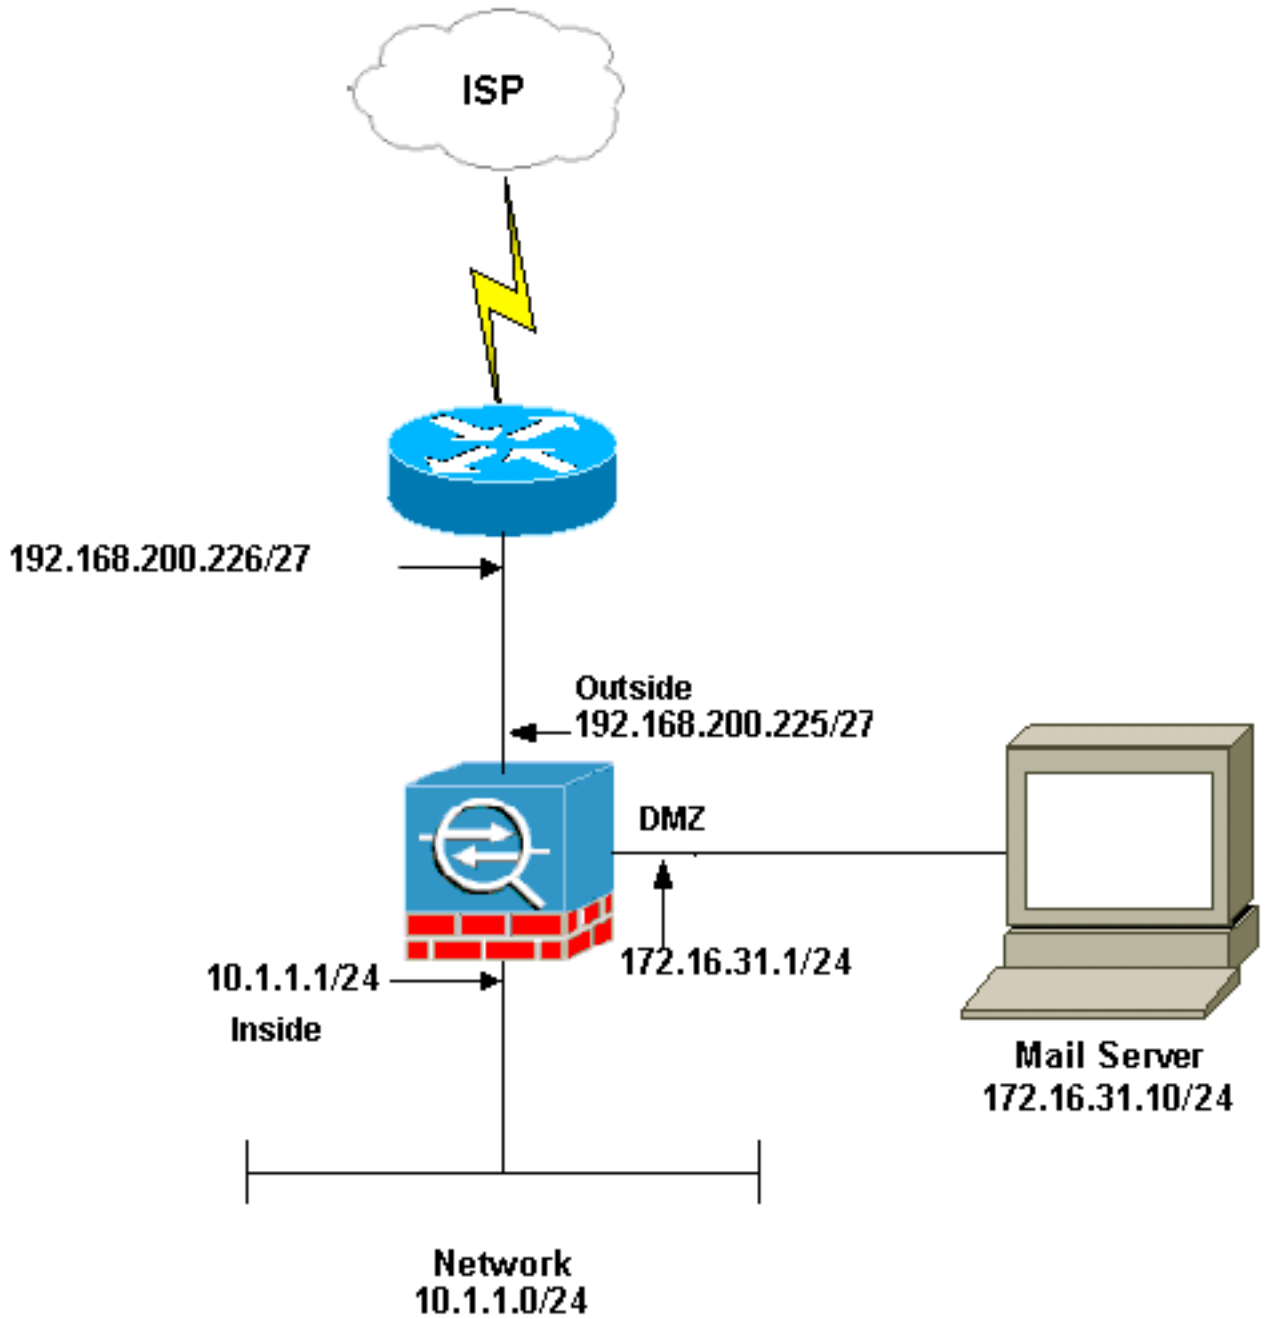 ISP
192.168.200.226/27
Outside
192.168.200.225/27
DMZ
172.16.31.1/24
10.1.1.1/24
Inside
Mail Server
172.16.31.10/24
Network
10.1.1.0/24